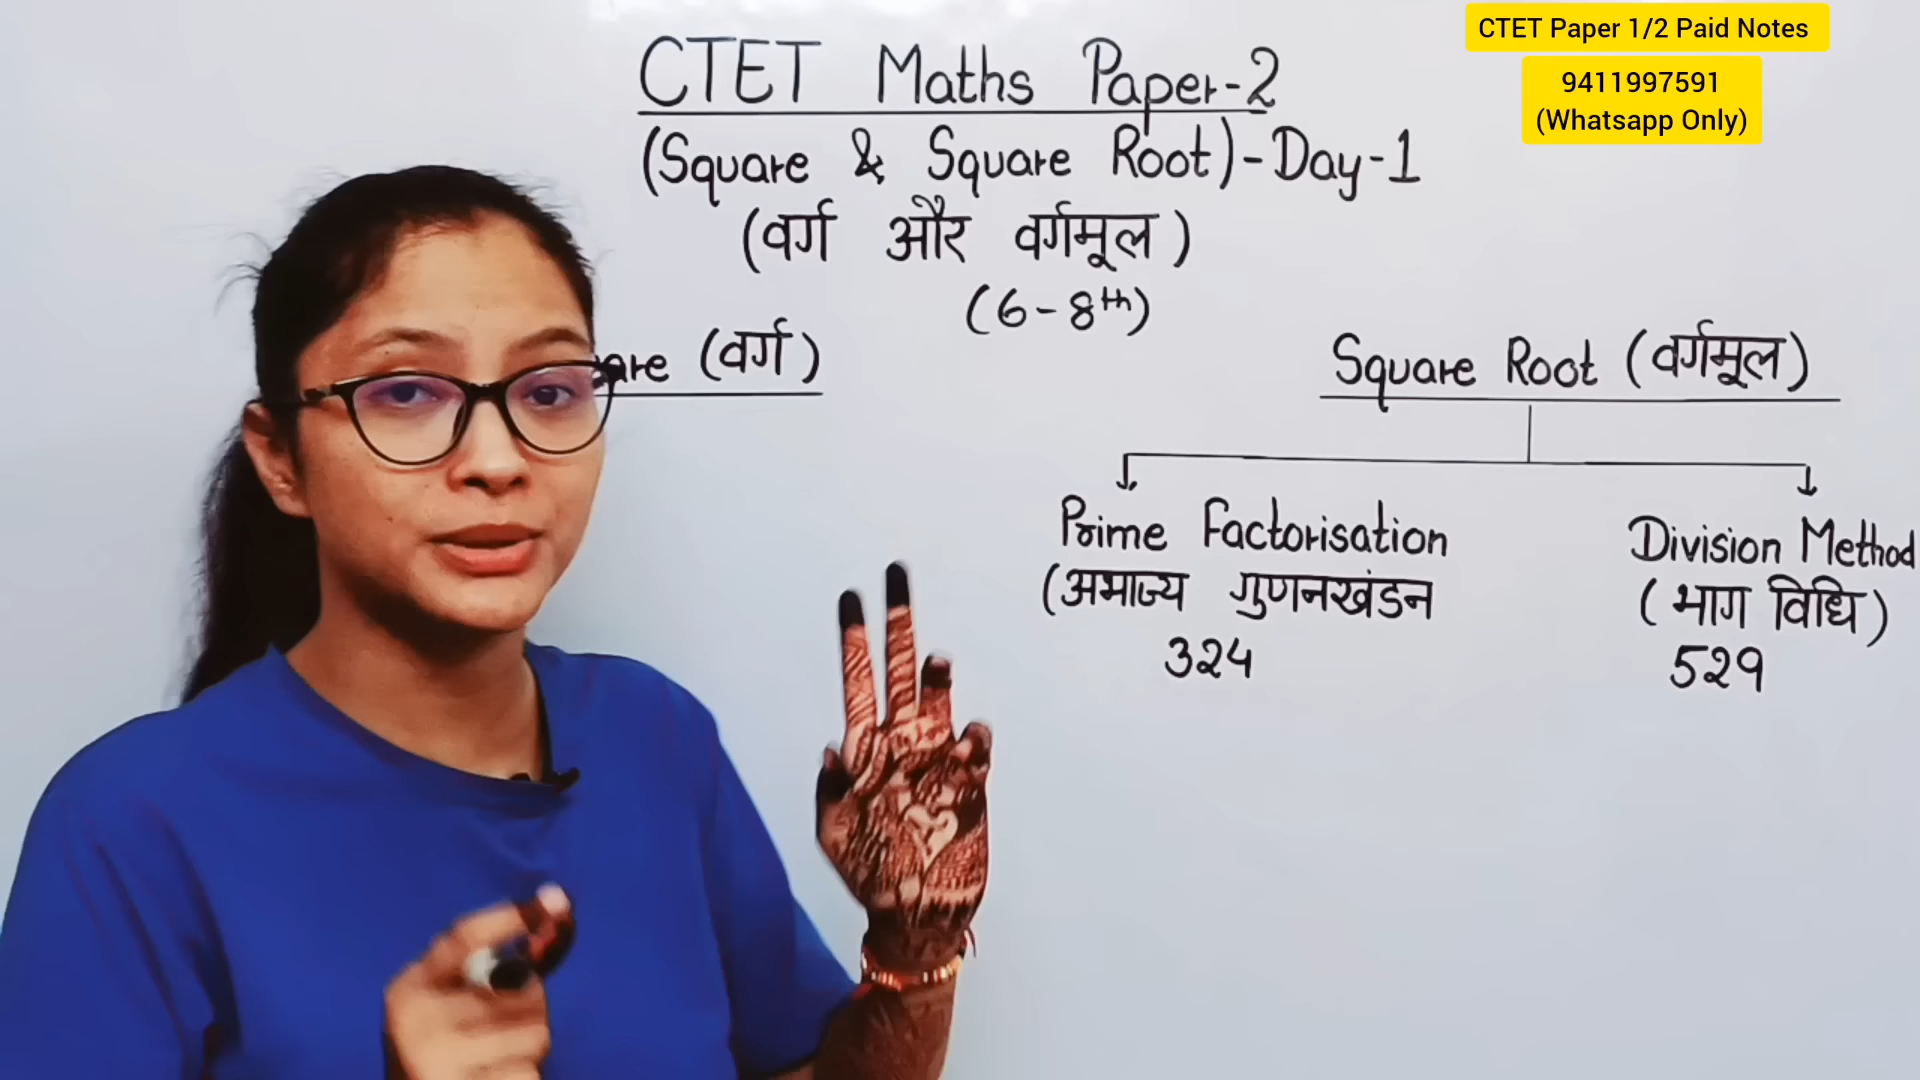 CTET Paper 1/2 Paid Notes
9411997591
(Whatsapp Only)
CTET Maths Paper-2
(Square & Square Root)-Day-1
(वर्ग और वर्गमूल)
(6-8th)
(वर्ग)
Square Root (वर्गमूल)
Prime Factorisation
(अभाज्य गुणनखंडन
324
Division Method
(भाग विधि)
529